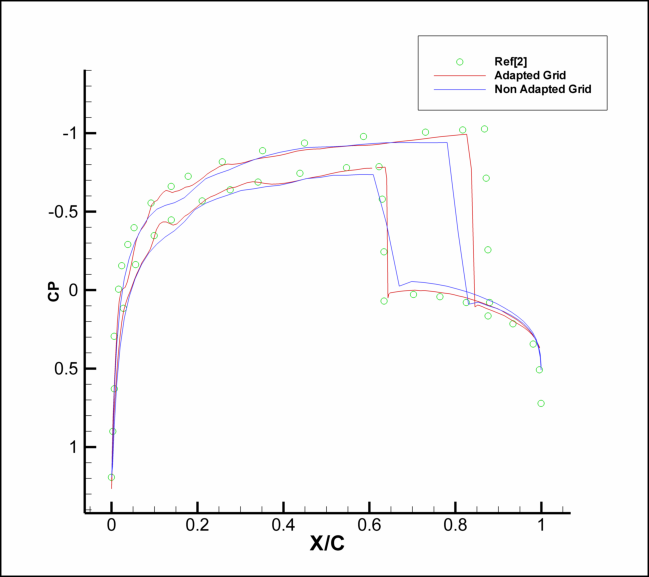 Ref[2]
Adapted Grid
Non Adapted Grid
-1
-0.5
0
0.5
1
CP
0 0.2 0.4 0.6 0.8 1
X/C